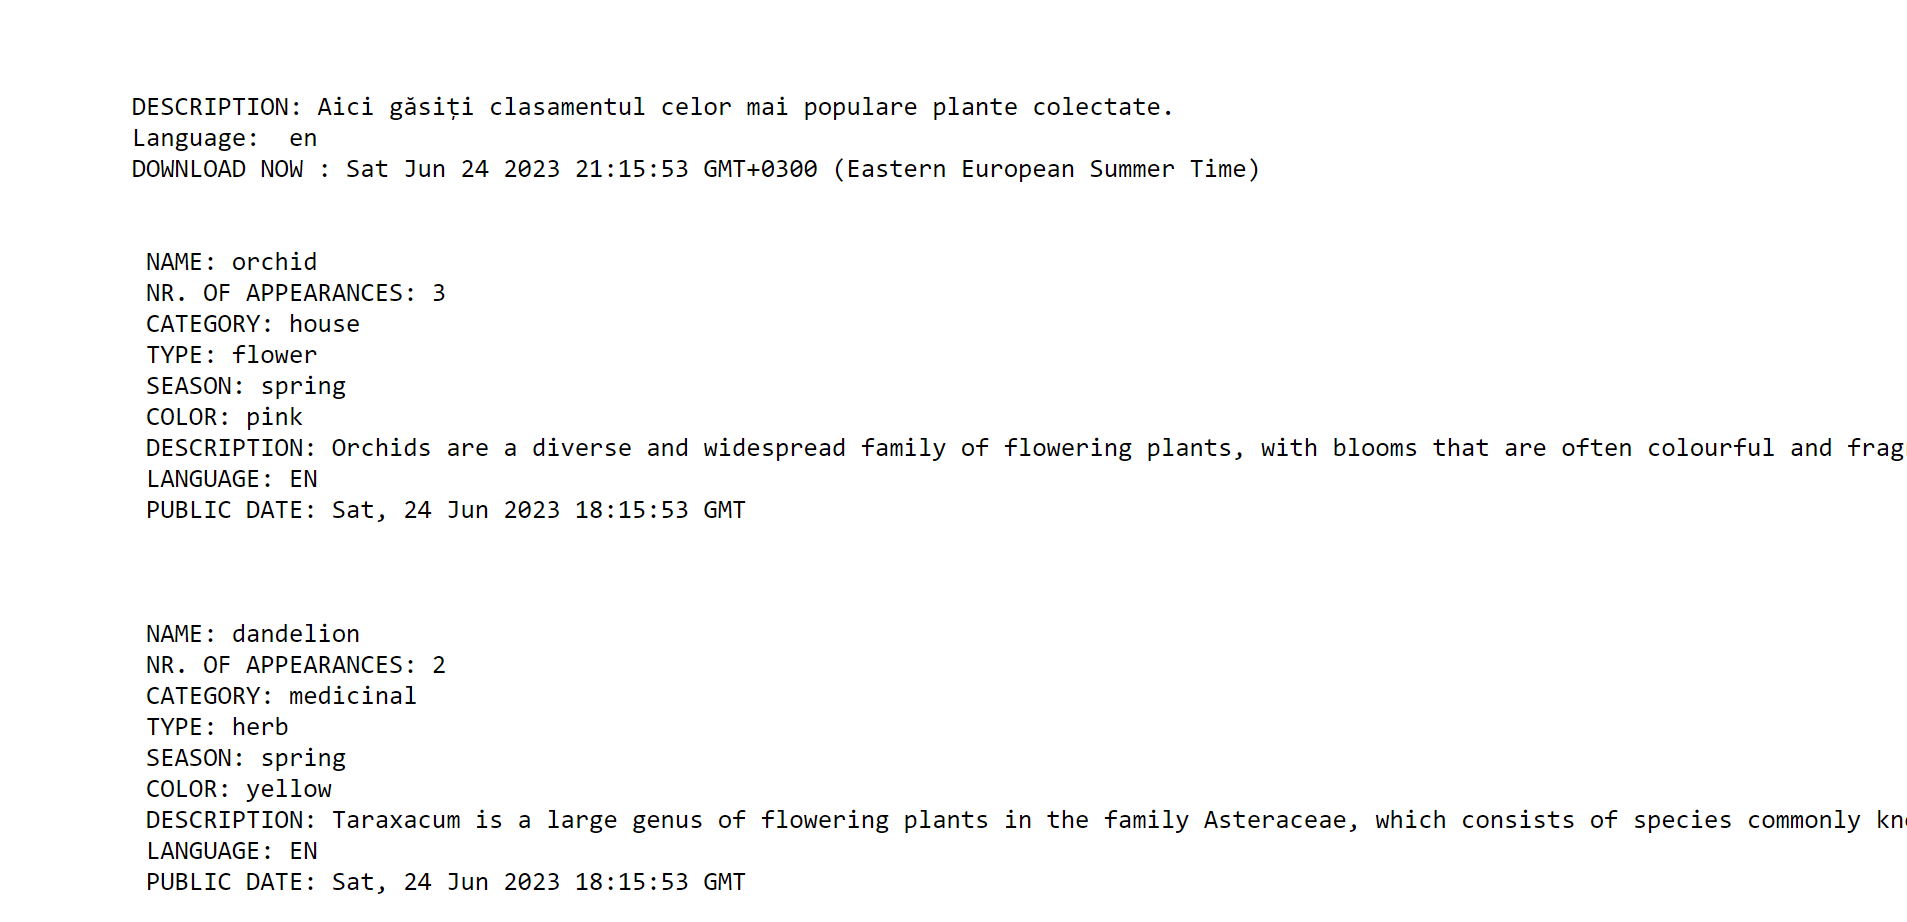 DESCRIPTION: Aici găsiți clasamentul celor mai populare plante colectate.
Language:  en
DOWNLOAD NOW : Sat Jun 24 2023 21:15:53 GMT+0300 (Eastern European Summer Time)
NAME: orchid
NR. OF APPEARANCES: 3
CATEGORY: house
TYPE: flower
SEASON: spring
COLOR: pink
DESCRIPTION: Orchids are a diverse and widespread family of flowering plants, with blooms that are often colourful and
LANGUAGE: EN
PUBLIC DATE: Sat, 24 Jun 2023 18:15:53 GMT
NAME: dandelion
NR. OF APPEARANCES: 2
CATEGORY: medicinal
TYPE: herb
SEASON: spring
COLOR: yellow
DESCRIPTION: Taraxacum is a large genus of flowering plants in the family Asteraceae, which consists of species commonly
LANGUAGE: EN
PUBLIC DATE: Sat, 24 Jun 2023 18:15:53 GMT